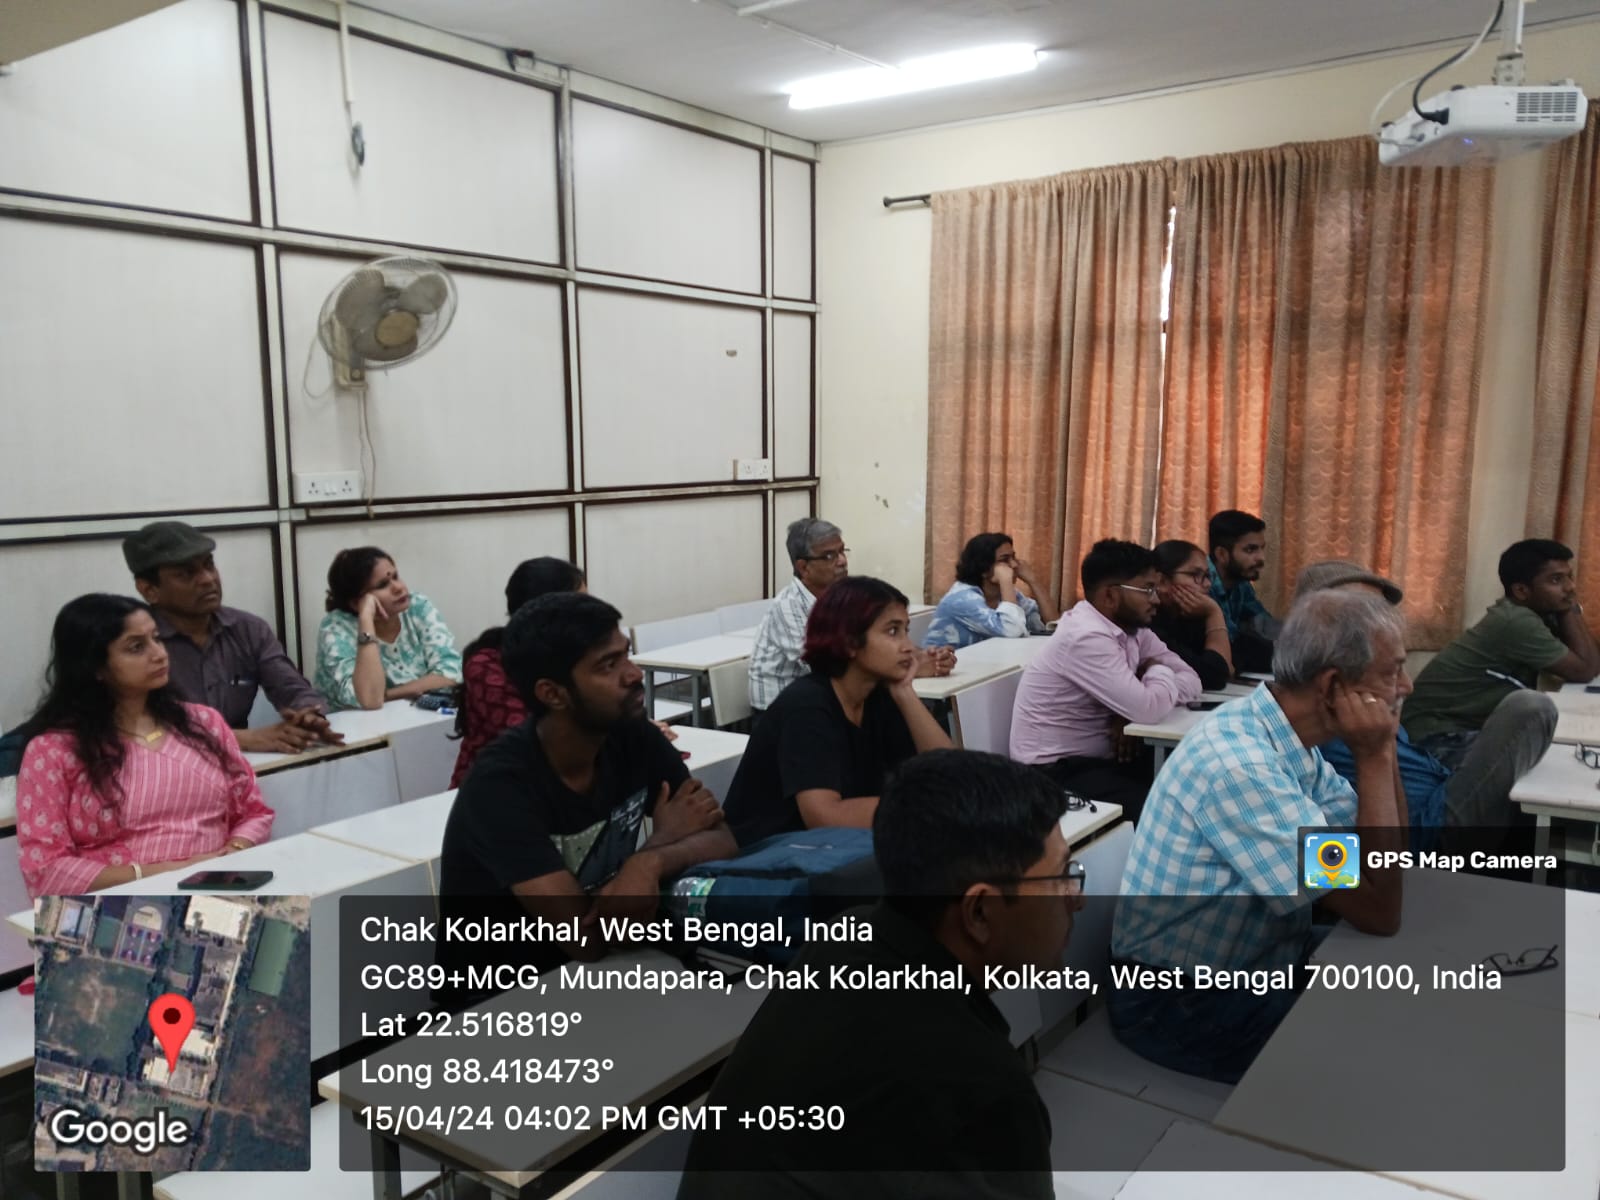 GPS Map Camera
Chak Kolarkhal, West Bengal, India
GC89+MCG, Mundapara, Chak Kolarkhal, Kolkata, West Bengal 700100, India
Lat 22.516819°
Long 88.418473°
15/04/24 04:02 PM GMT +05:30
Google